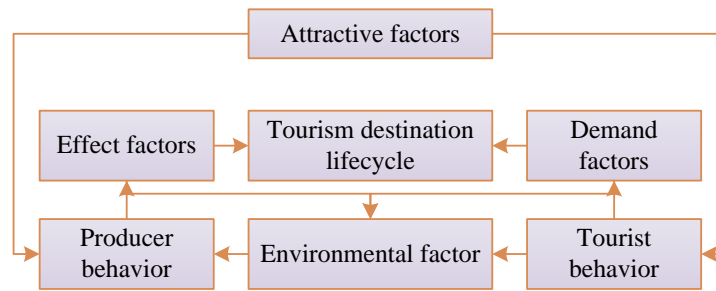 Attractive factors
Effect factors
Tourism destination
lifecycle
Demand
factors
Producer
behavior
Environmental factor
Tourist
behavior